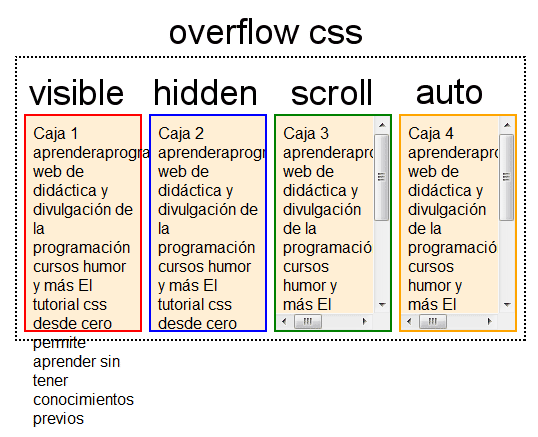 overflow css
visible
hidden
scroll
auto
Caja 1
aprenderaprogra
web de
didáctica y
divulgación de
la
programación
cursos humor
y más El
tutorial css
desde cero
permite
aprender sin
tener
conocimientos
previos
Caja 2
aprenderaprogr
web de
didáctica y
divulgación de
la
programación
cursos humor
y más El
tutorial css
desde cero
Caja 3
aprenderapro
web de
didáctica y
divulgación
de la
programación
cursos
humor y
más El
Caja 4
aprenderapro
web de
didáctica y
divulgación
de la
programación
cursos
humor y
más El